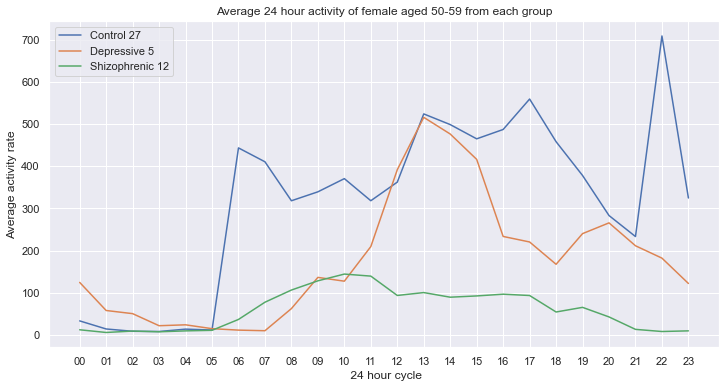 Average 24 hour activity of female aged 50-59 from each group
Control 27
Depressive 5
Shizophrenic 12
Average activity rate
700
600
500
400
300
200
100
0
00 01 02 03 04 05 06 07 08 09 10 11 12 13 14 15 16 17 18 19 20 21 22 23
24 hour cycle